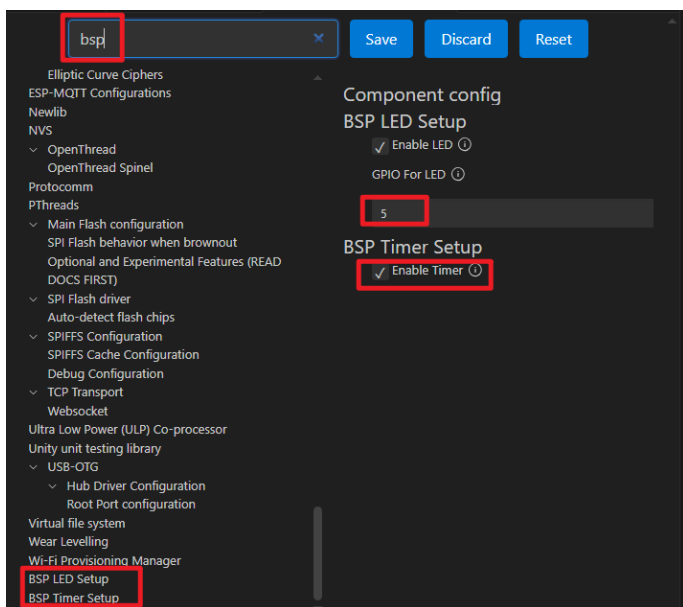 bsp
Save
Discard
Reset
Elliptic Curve Ciphers
ESP-MQTT Configurations
Newlib
NVS
OpenThread
OpenThread Spinel
Protocomm
PThreads
Main Flash configuration
SPI Flash behavior when brownout
Optional and Experimental Features (READ
DOCS FIRST)
SPI Flash driver
Auto-detect flash chips
SPIFFS Configuration
SPIFFS Cache Configuration
Debug Configuration
TCP Transport
Websocket
Ultra Low Power (ULP) Co-processor
Unity unit testing library
USB-OTG
Hub Driver Configuration
Root Port configuration
Virtual file system
Wear Levelling
Wi-Fi Provisioning Manager
BSP LED Setup
BSP Timer Setup
Component config
BSP LED Setup
Enable LED
GPIO For LED
5
BSP Timer Setup
Enable Timer